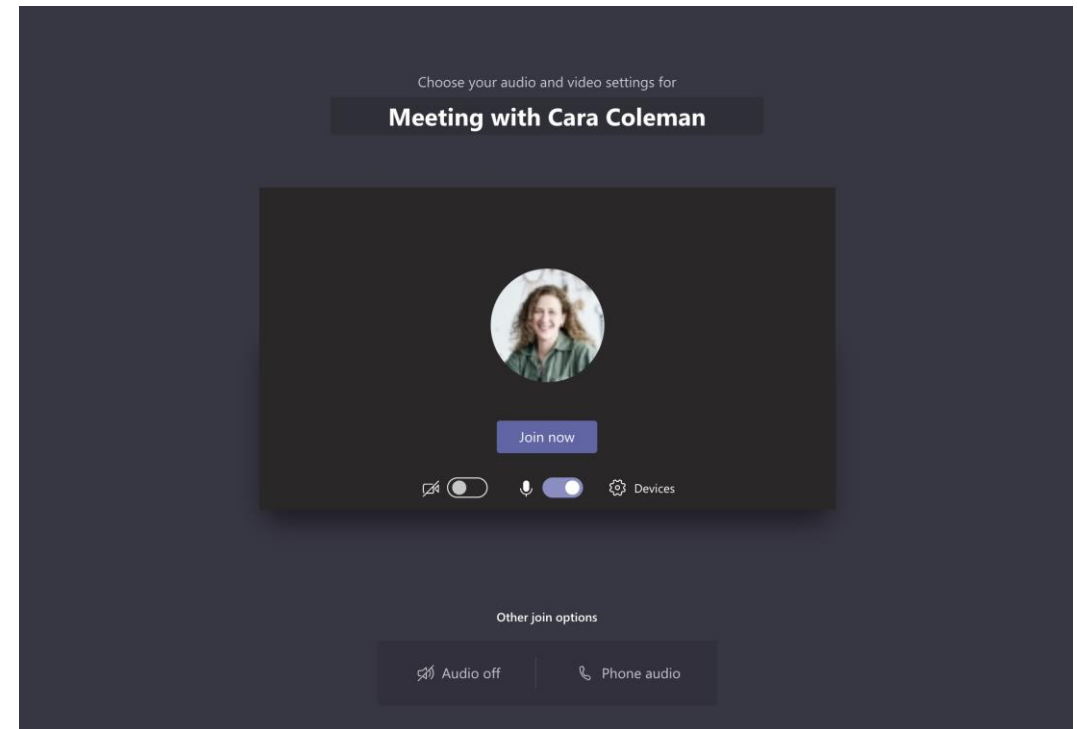 Choose your audio and video settings for
Meeting with Cara Coleman
Join now
Devices
Other join options
Audio off
Phone audio